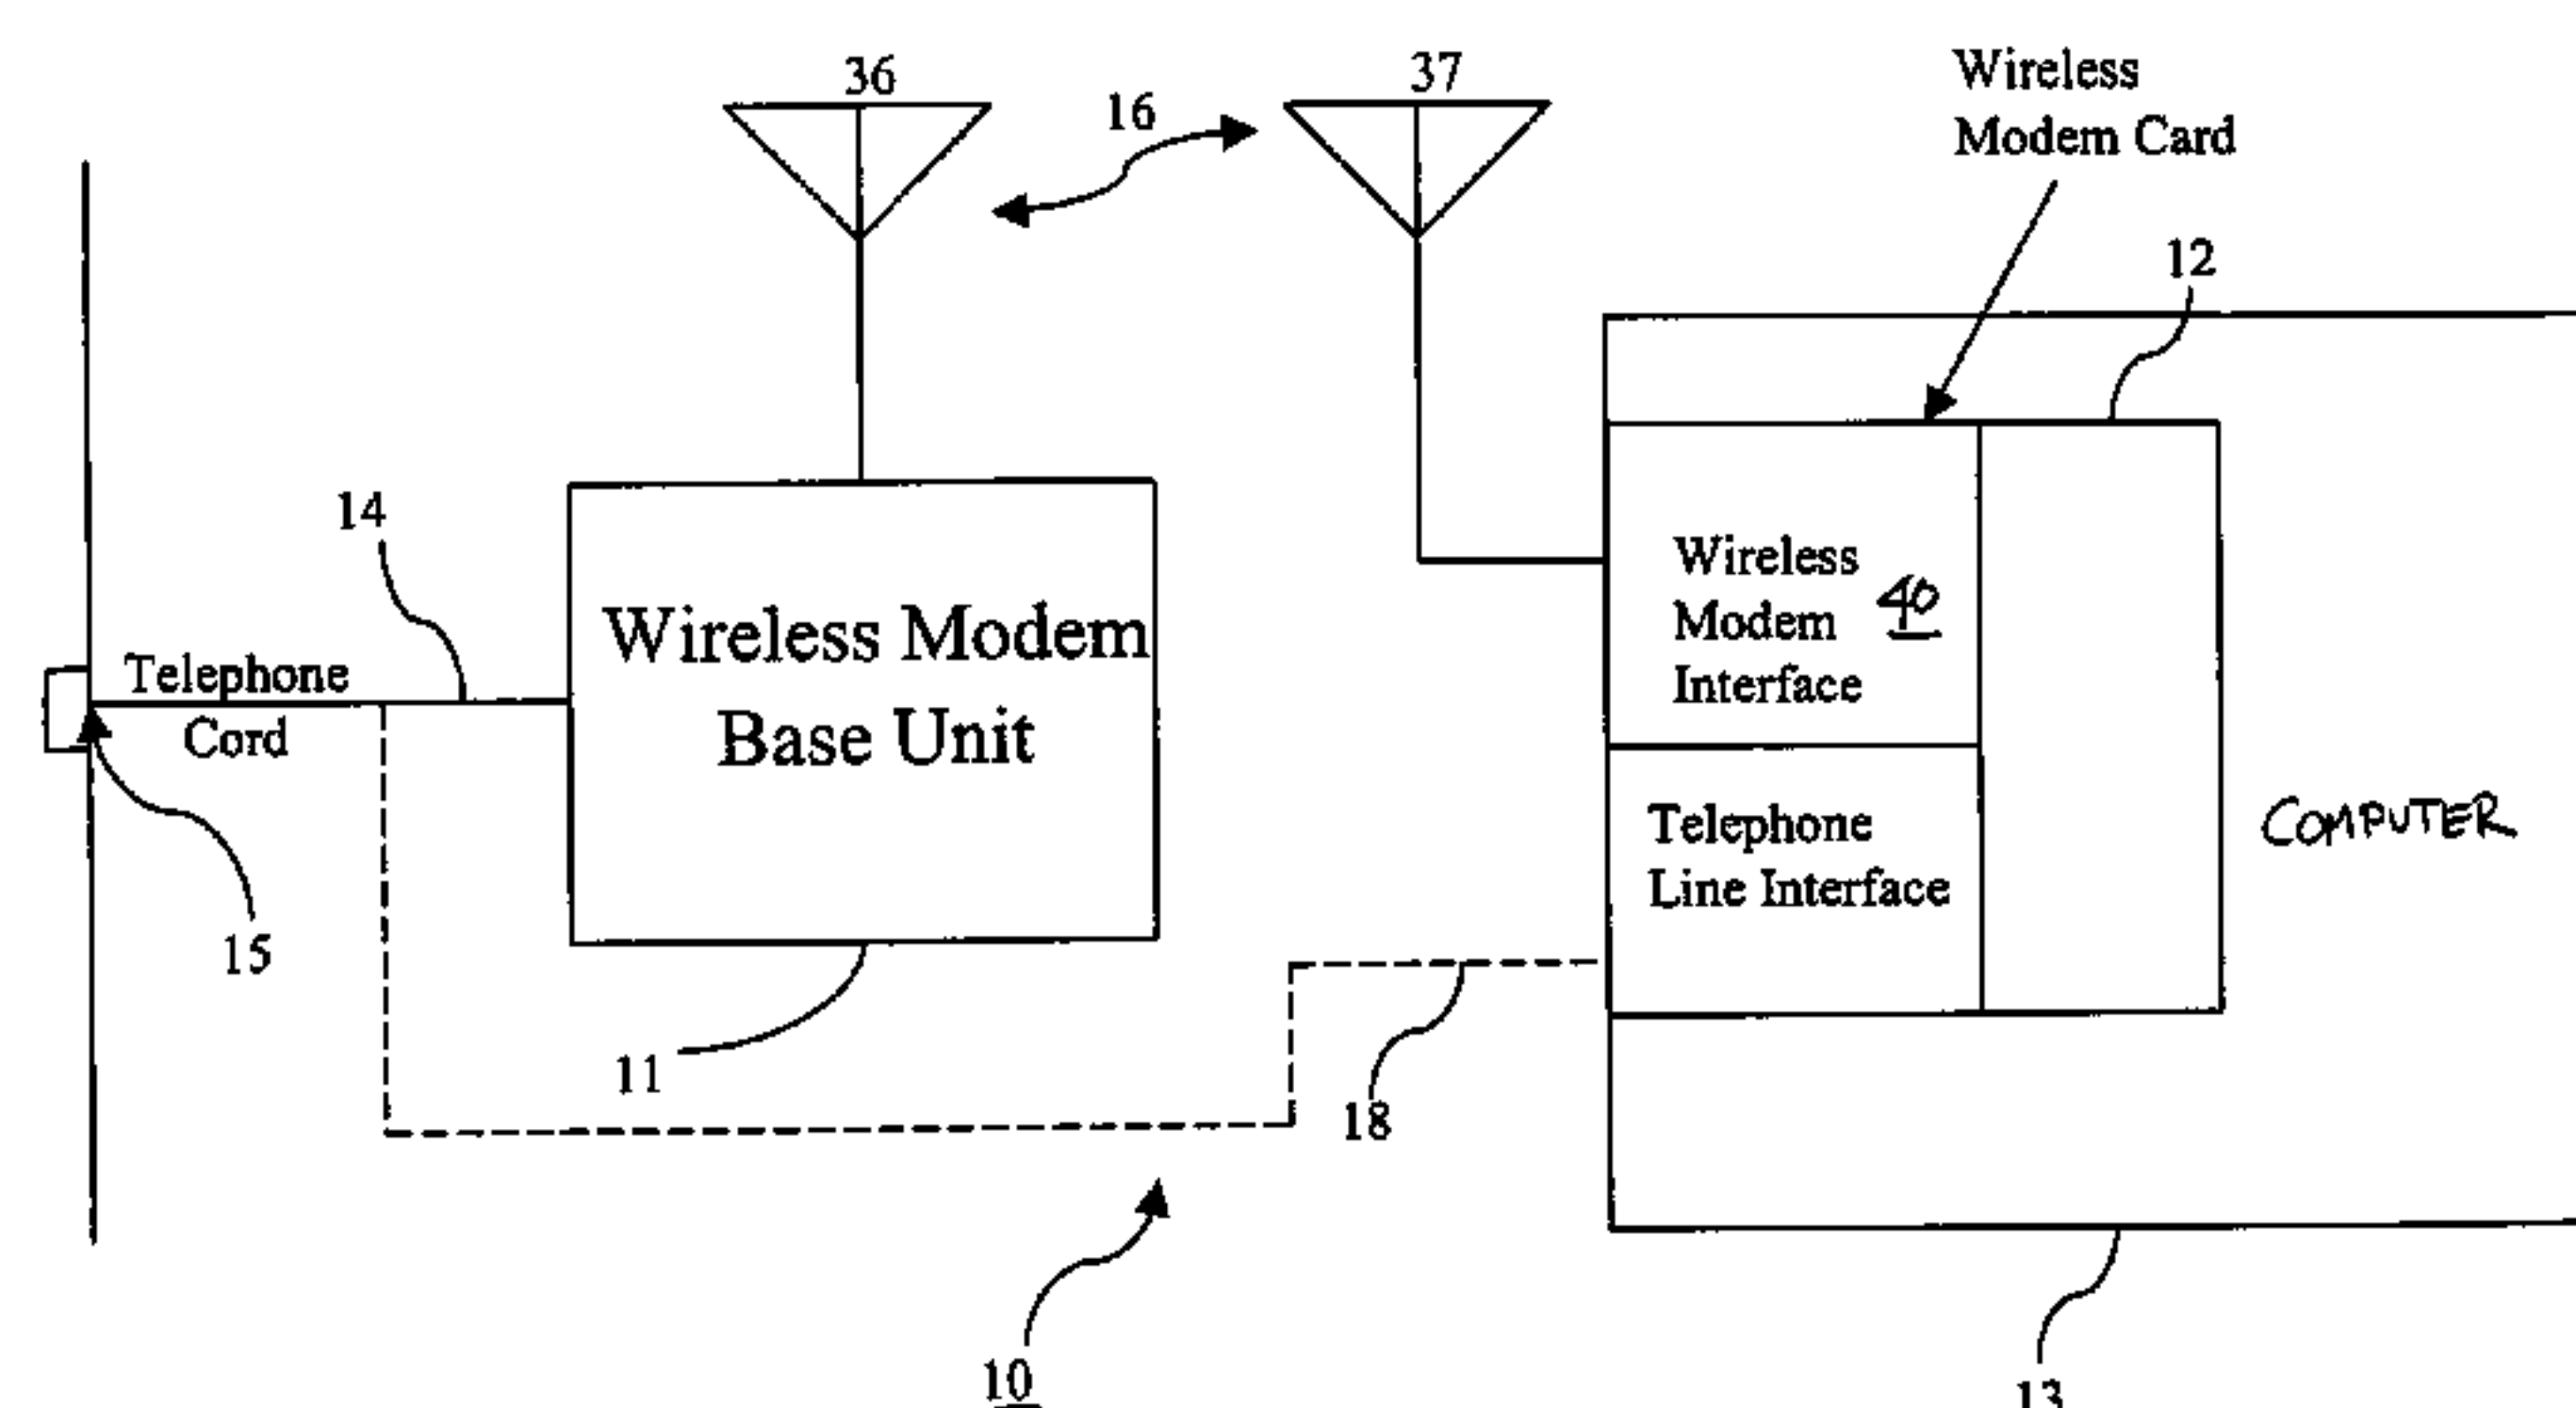 36
16
37
Wireless
Modem Card
12
14
Wireless
Modem 40
Interface
Wireless Modem
Base Unit
Telephone
Cord
Telephone
Line Interface
COMPUTER
15
11
18
10
13